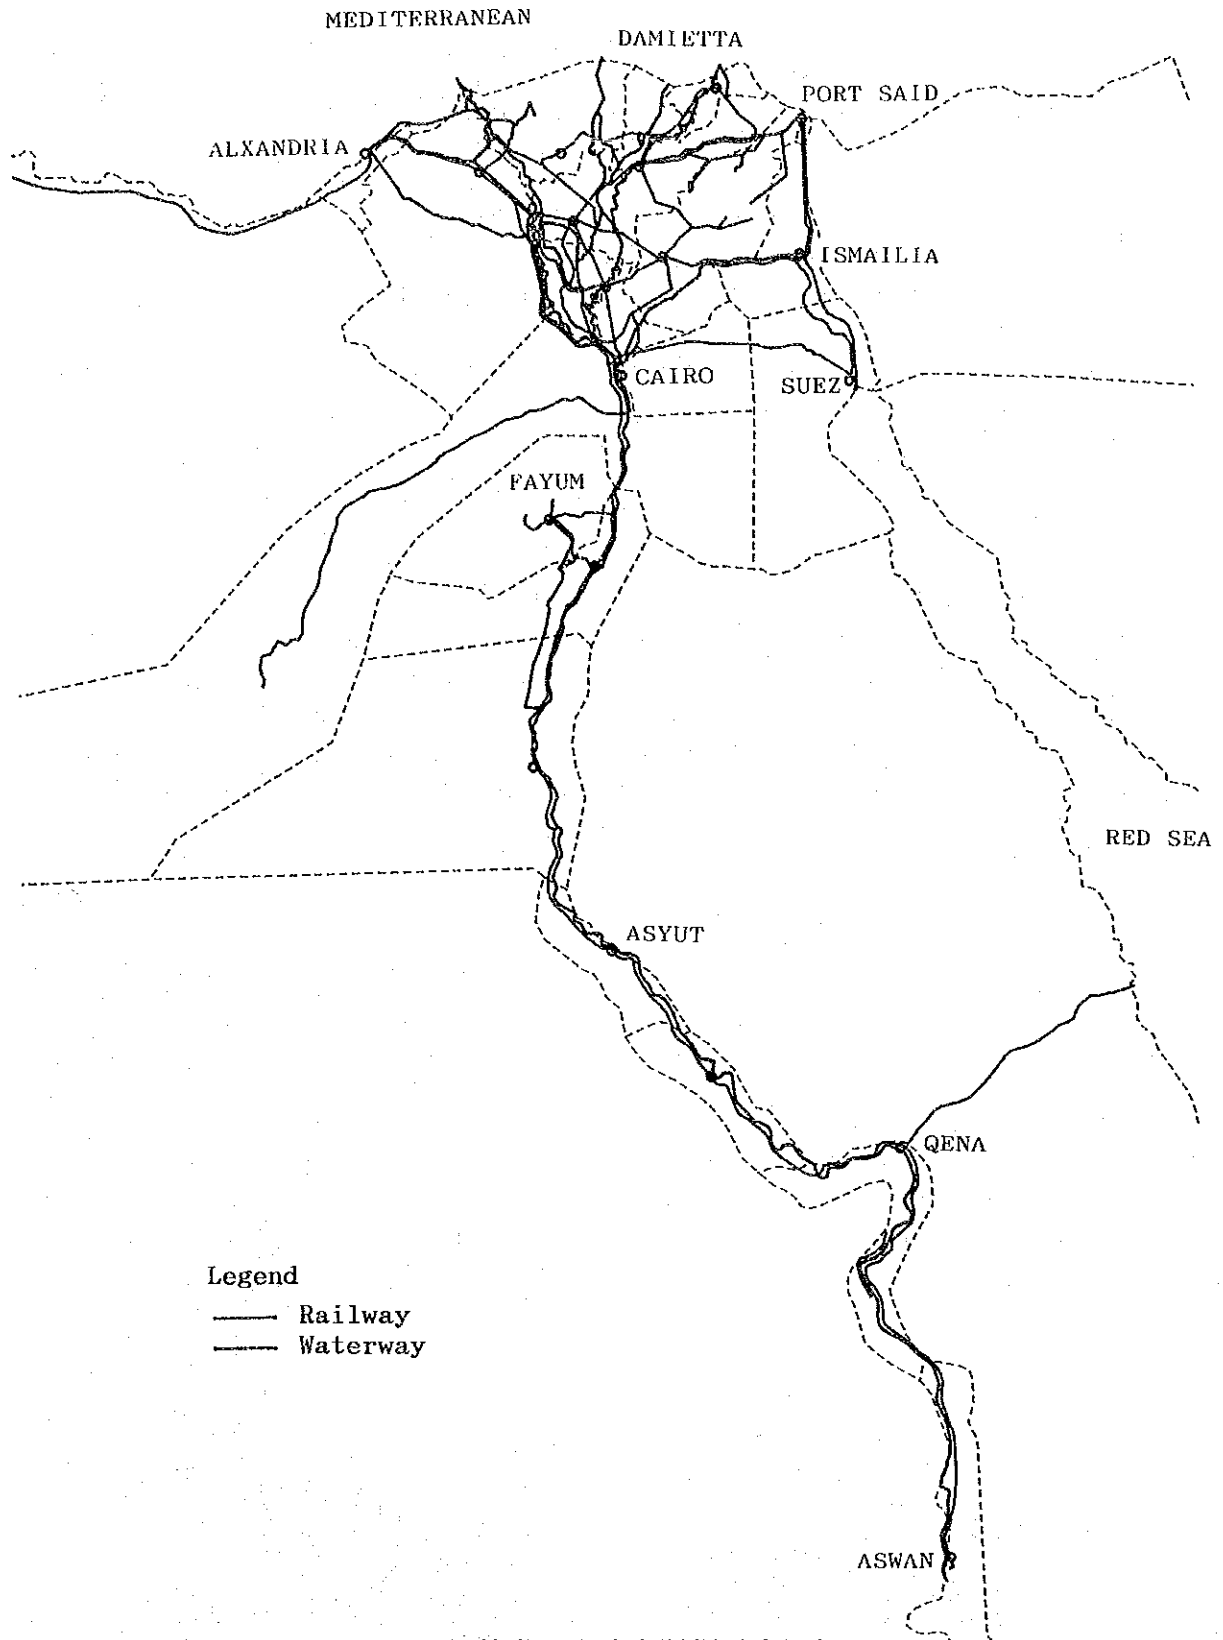 MEDITERRANEAN
DAMIETTA
PORT SAID
ALXANDRIA
ISMAILIA
CAIRO
SUEZ
FAYUM
RED SEA
ASYUT
QENA
Legend
Railway
Waterway
ASWAN